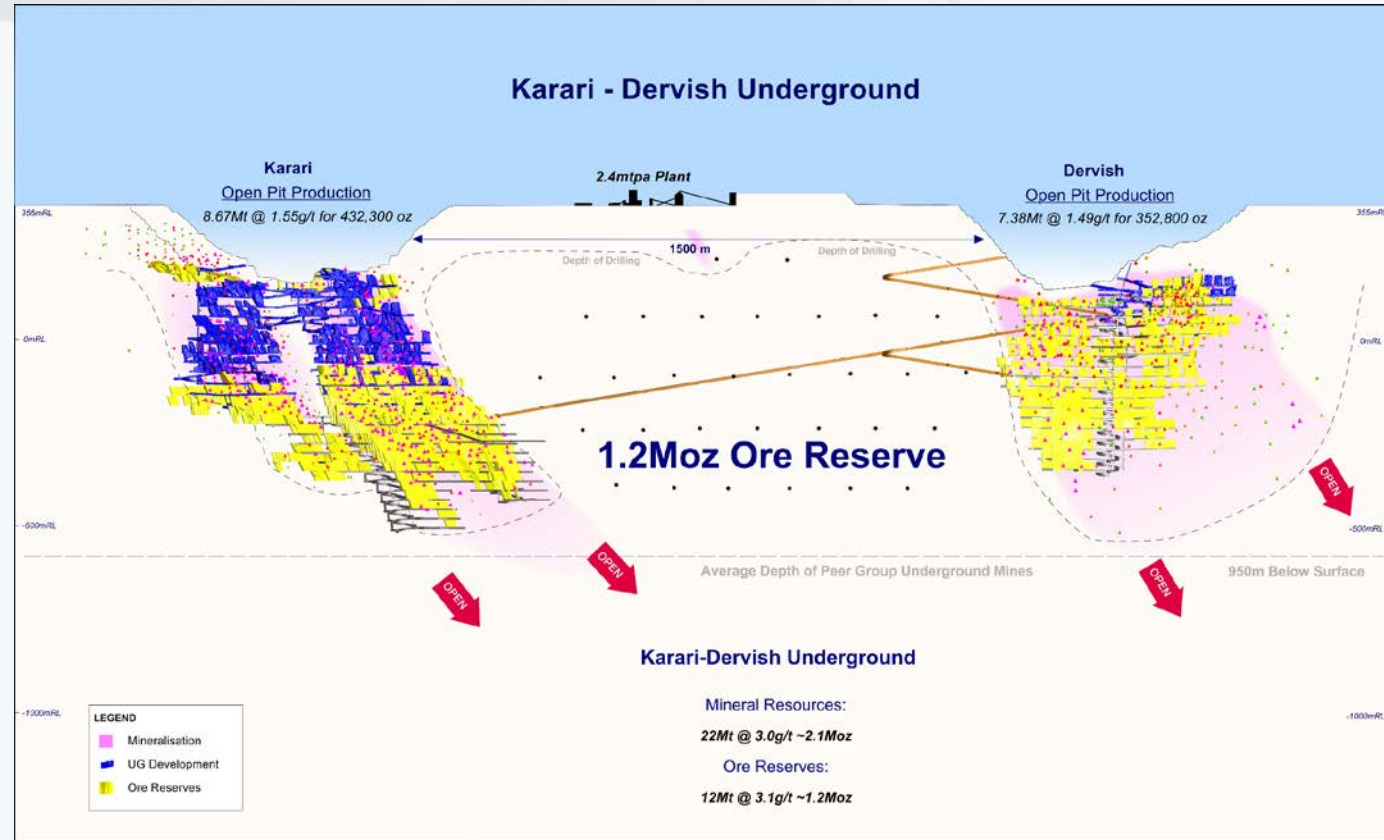 Karari - Dervish Underground
Karari
Open Pit Production
8.67Mt @ 1.55g/t for 432,300 oz
2.4mtpa Plant
Dervish
Open Pit Production
7.38Mt @ 1.49g/t for 352,800 oz
355mRL
355mRL
1500 m
Depth of Drilling
Depth of Drilling
0mRL
0mRL
1.2Moz Ore Reserve
OPEN
-500mRL
-500mRL
OPEN
Average Depth of Peer Group Underground Mines
950m Below Surface
OPEN
OPEN
Karari-Dervish Underground
Mineral Resources:
22Mt @ 3.0g/t ~2.1Moz
Ore Reserves:
12Mt @ 3.1g/t ~1.2Moz
-1000mRL
-1000mRL
LEGEND
Mineralisation
UG Development
Ore Reserves